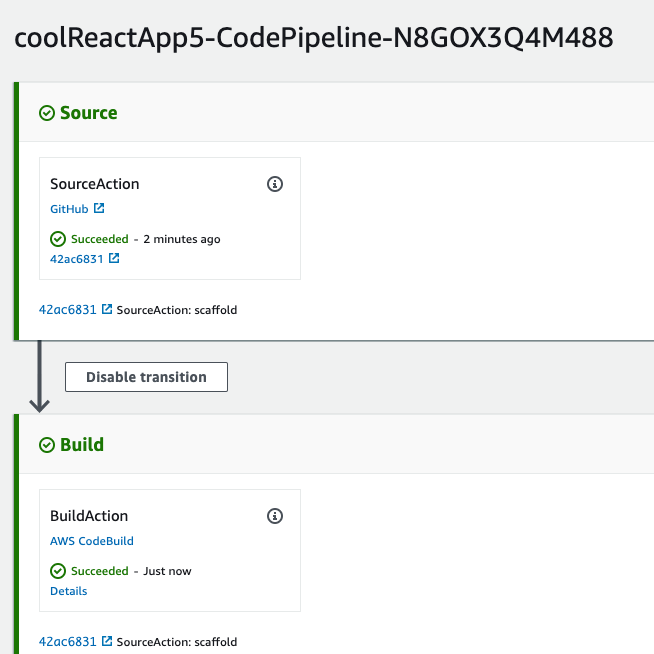 coolReactApp5-CodePipeline-N8GOX3Q4M488
Source
SourceAction
GitHub
Succeeded - 2 minutes ago
42ac6831
42ac6831 SourceAction: scaffold
Disable transition
Build
BuildAction
AWS CodeBuild
Succeeded - Just now
Details
42ac6831 SourceAction: scaffold